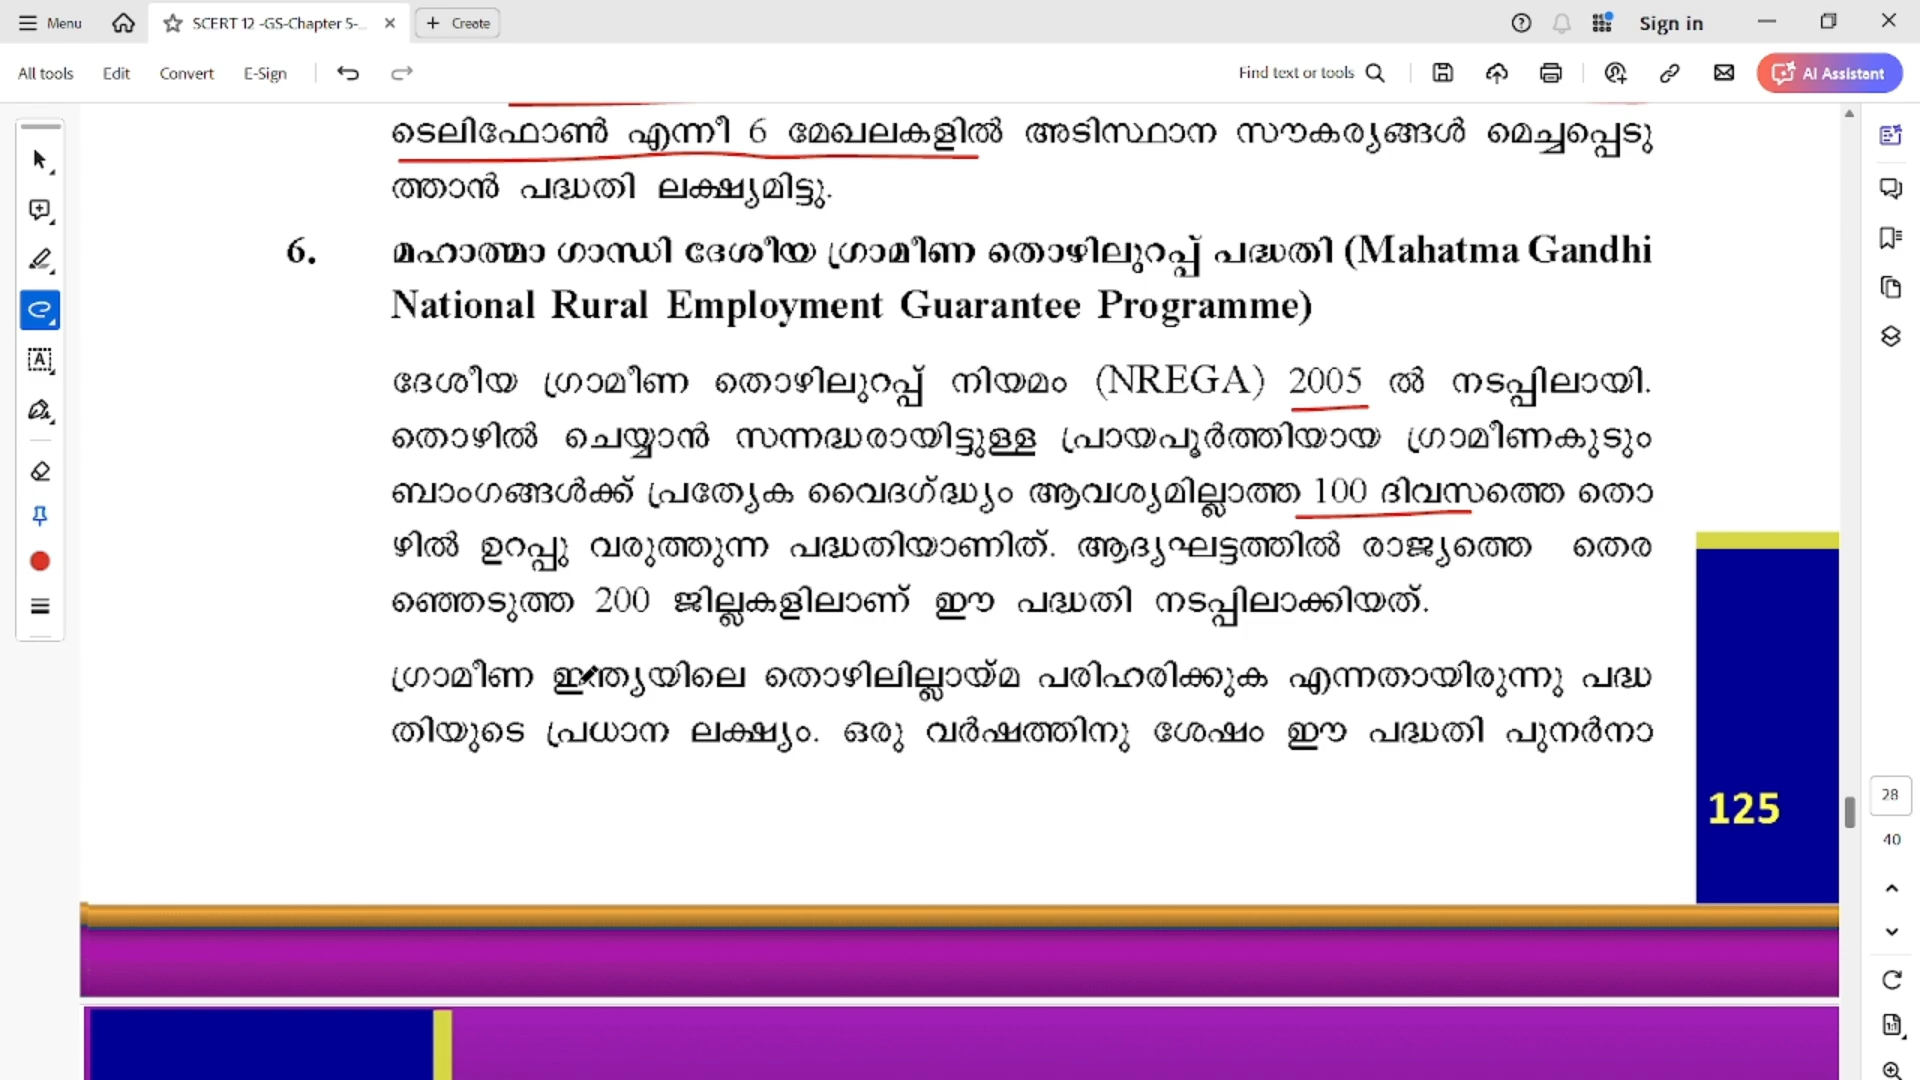 Menu
SCERT 12 -GS-Chapter 5-...
Create
Sign in
All tools
Edit
Convert
E-Sign
Find text or tools
AI Assistant
ടെലിഫോൺ എന്നീ 6 മേഖലകളിൽ അടിസ്ഥാന സൗകര്യങ്ങൾ മെച്ചപ്പെടു
ത്താൻ പദ്ധതി ലക്ഷ്യമിട്ടു.
6. മഹാത്മാ ഗാന്ധി ദേശീയ ഗ്രാമീണ തൊഴിലുറപ്പ് പദ്ധതി (Mahatma Gandhi
National Rural Employment Guarantee Programme)
ദേശീയ ഗ്രാമീണ തൊഴിലുറപ്പ് നിയമം (NREGA) 2005 ൽ നടപ്പിലായി.
തൊഴിൽ ചെയ്യാൻ സന്നദ്ധരായിട്ടുള്ള പ്രായപൂർത്തിയായ ഗ്രാമീണകുടും
ബാംഗങ്ങൾക്ക് പ്രത്യേക വൈദഗ്ദ്ധ്യം ആവശ്യമില്ലാത്ത 100 ദിവസത്തെ തൊ
ഴിൽ ഉറപ്പു വരുത്തുന്ന പദ്ധതിയാണിത്. ആദ്യഘട്ടത്തിൽ രാജ്യത്തെ തെര
ഞ്ഞെടുത്ത 200 ജില്ലകളിലാണ് ഈ പദ്ധതി നടപ്പിലാക്കിയത്.
ഗ്രാമീണ ഇന്ത്യയിലെ തൊഴിലില്ലായ്മ പരിഹരിക്കുക എന്നതായിരുന്നു പദ്ധ
തിയുടെ പ്രധാന ലക്ഷ്യം. ഒരു വർഷത്തിനു ശേഷം ഈ പദ്ധതി പുനർനാ
125
28
40